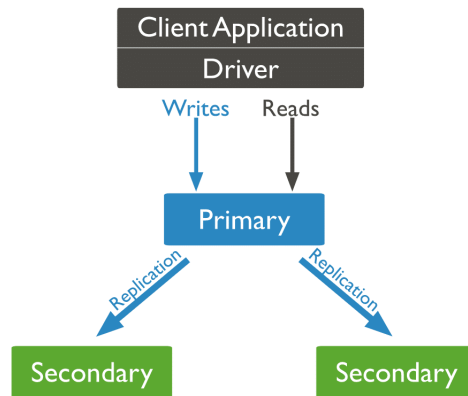 Client Application
Driver
Writes Reads
Primary
Replication Replication
Secondary Secondary